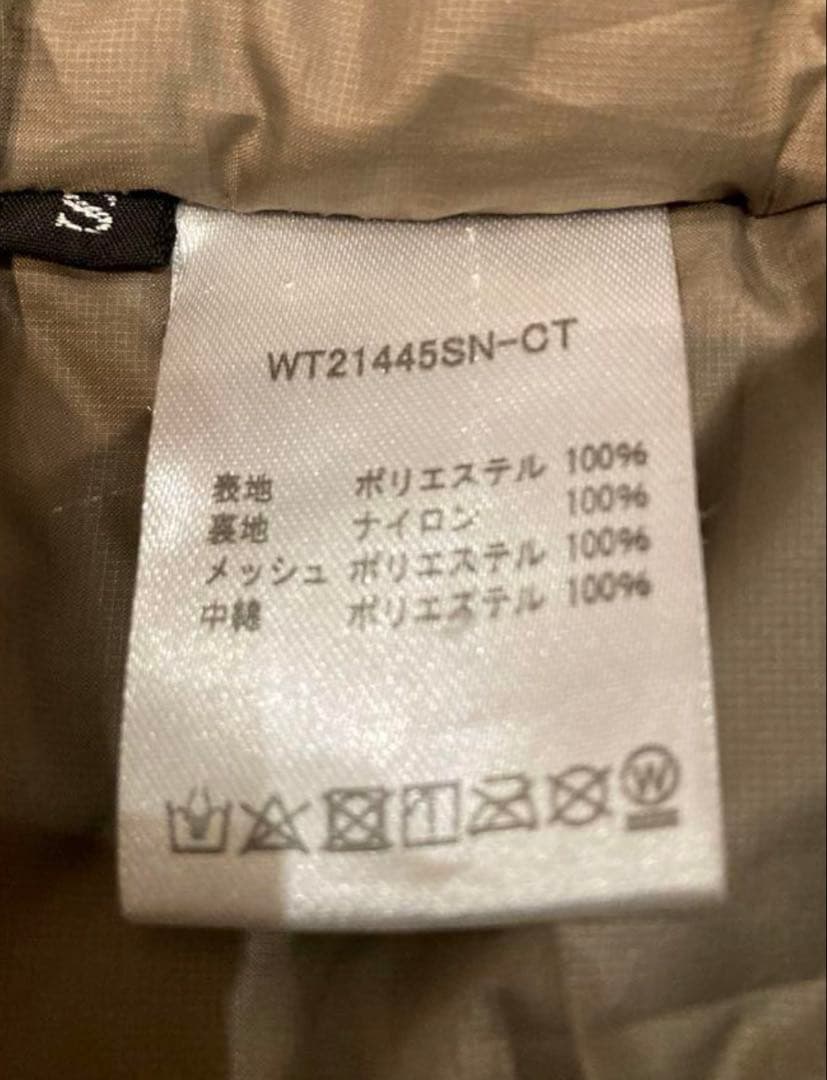 WT21445SN-CT
表地 ポリエステル 100%
裏地 ナイロン 100%
メッシュ ポリエステル 100%
中綿 ポリエステル 100%
W